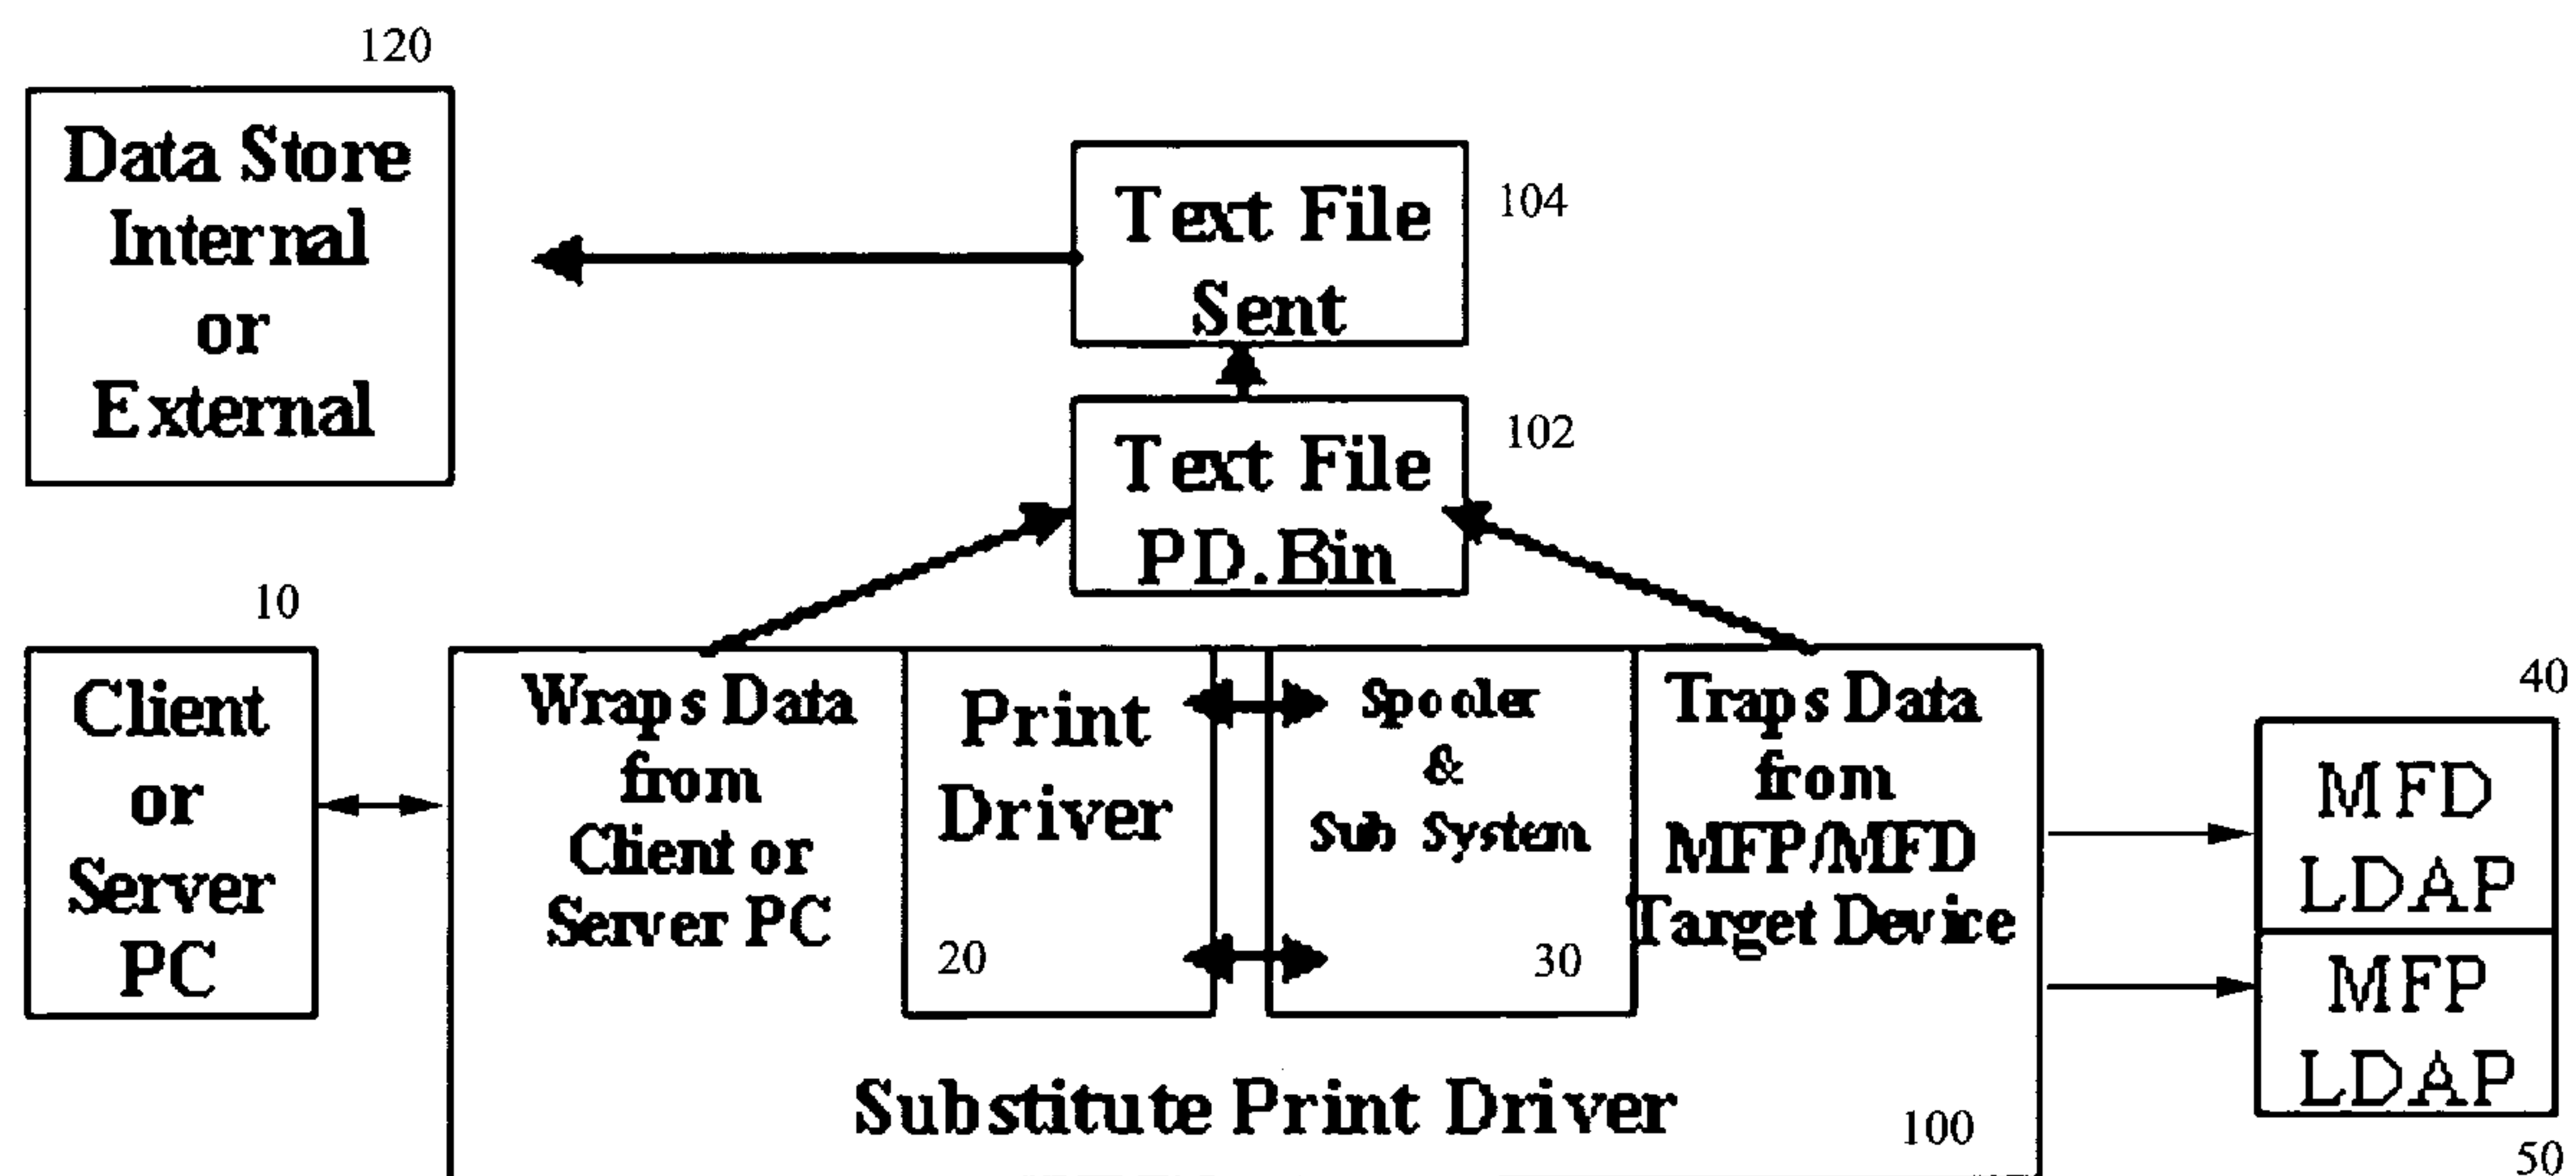 120
Data Store
Internal
or
External
Text File
Sent
104
Text File
PD.Bin
102
10
Client
or
Server
PC
Wraps Data
from
Client or
Server PC
Print
Driver
20
Spooler
&
Sub System
30
Traps Data
from
MFP/MFD
Target Device
Substitute Print Driver
100
40
MFD
LDAP
MFP
LDAP
50